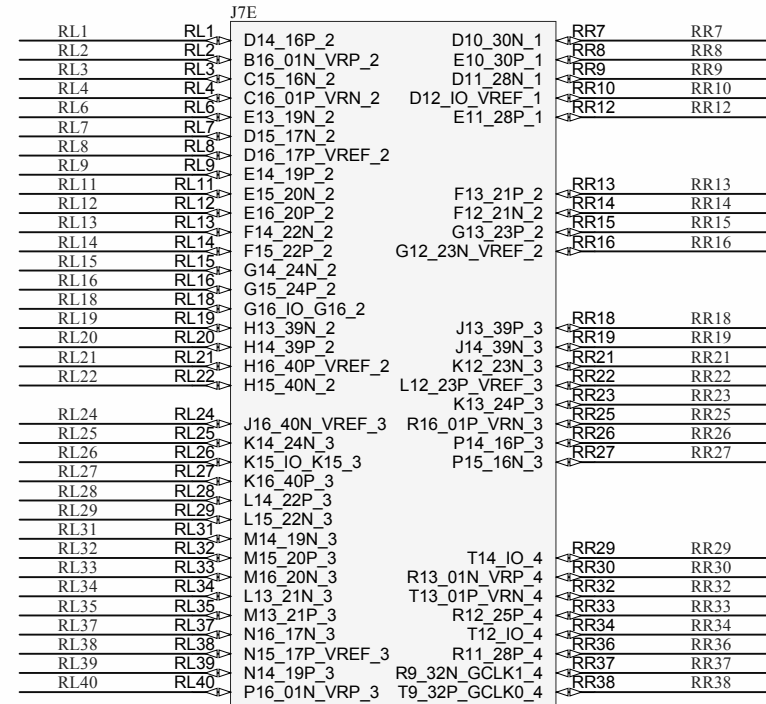 J7E
RL1 RL1 D14_16P_2 D10_30N_1 RR7 RR7
RL2 RL2 B16_01N_VRP_2 E10_30P_1 RR8 RR8
RL3 RL3 C15_16N_2 D11_28N_1 RR9 RR9
RL4 RL4 C16_01P_VRN_2 D12_IO_VREF_1 RR10 RR10
RL6 RL6 E13_19N_2 E11_28P_1 RR12 RR12
RL7 RL7 D15_17N_2
RL8 RL8 D16_17P_VREF_2
RL9 RL9 E14_19P_2
RL11 RL11 E15_20N_2 F13_21P_2 RR13 RR13
RL12 RL12 E16_20P_2 F12_21N_2 RR14 RR14
RL13 RL13 F14_22N_2 G13_23P_2 RR15 RR15
RL14 RL14 F15_22P_2 G12_23N_VREF_2 RR16 RR16
RL15 RL15 G14_24N_2
RL16 RL16 G15_24P_2
RL18 RL18 G16_IO_G16_2
RL19 RL19 H13_39N_2 J13_39P_3 RR18 RR18
RL20 RL20 H14_39P_2 J14_39N_3 RR19 RR19
RL21 RL21 H16_40P_VREF_2 K12_23N_3 RR21 RR21
RL22 RL22 H15_40N_2 L12_23P_VREF_3 RR22 RR22
K13_24P_3 RR23 RR23
RL24 RL24 J16_40N_VREF_3 R16_01P_VRN_3 RR25 RR25
RL25 RL25 K14_24N_3 P14_16P_3 RR26 RR26
RL26 RL26 K15_IO_K15_3 P15_16N_3 RR27 RR27
RL27 RL27 K16_40P_3
RL28 RL28 L14_22P_3
RL29 RL29 L15_22N_3
RL31 RL31 M14_19N_3
RL32 RL32 M15_20P_3 T14_IO_4 RR29 RR29
RL33 RL33 M16_20N_3 R13_01N_VRP_4 RR30 RR30
RL34 RL34 L13_21N_3 T13_01P_VRN_4 RR32 RR32
RL35 RL35 M13_21P_3 R12_25P_4 RR33 RR33
RL37 RL37 N16_17N_3 T12_IO_4 RR34 RR34
RL38 RL38 N15_17P_VREF_3 R11_28P_4 RR36 RR36
RL39 RL39 N14_19P_3 R9_32N_GCLK1_4 RR37 RR37
RL40 RL40 P16_01N_VRP_3 T9_32P_GCLK0_4 RR38 RR38